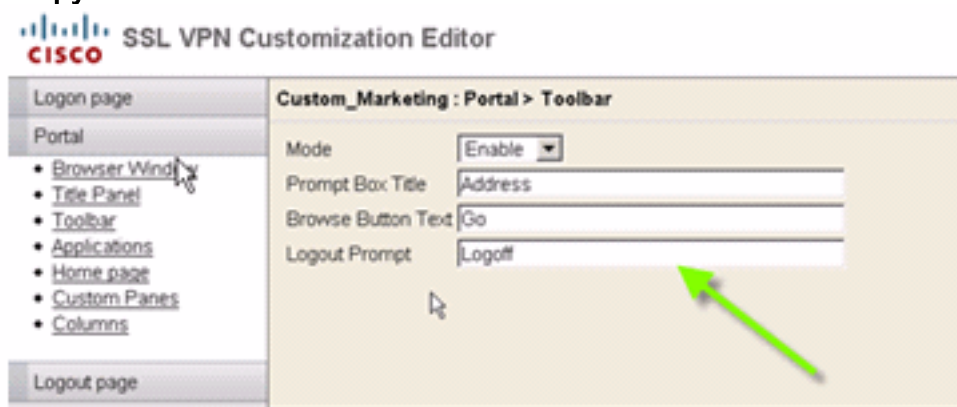 CISCO SSL VPN Customization Editor
Logon page
Portal
Browser Window
Title Panel
Toolbar
Applications
Home page
Custom Panes
Columns
Logout page
Custom_Marketing : Portal > Toolbar
Mode Enable
Prompt Box Title Address
Browse Button Text Go
Logout Prompt Logoff